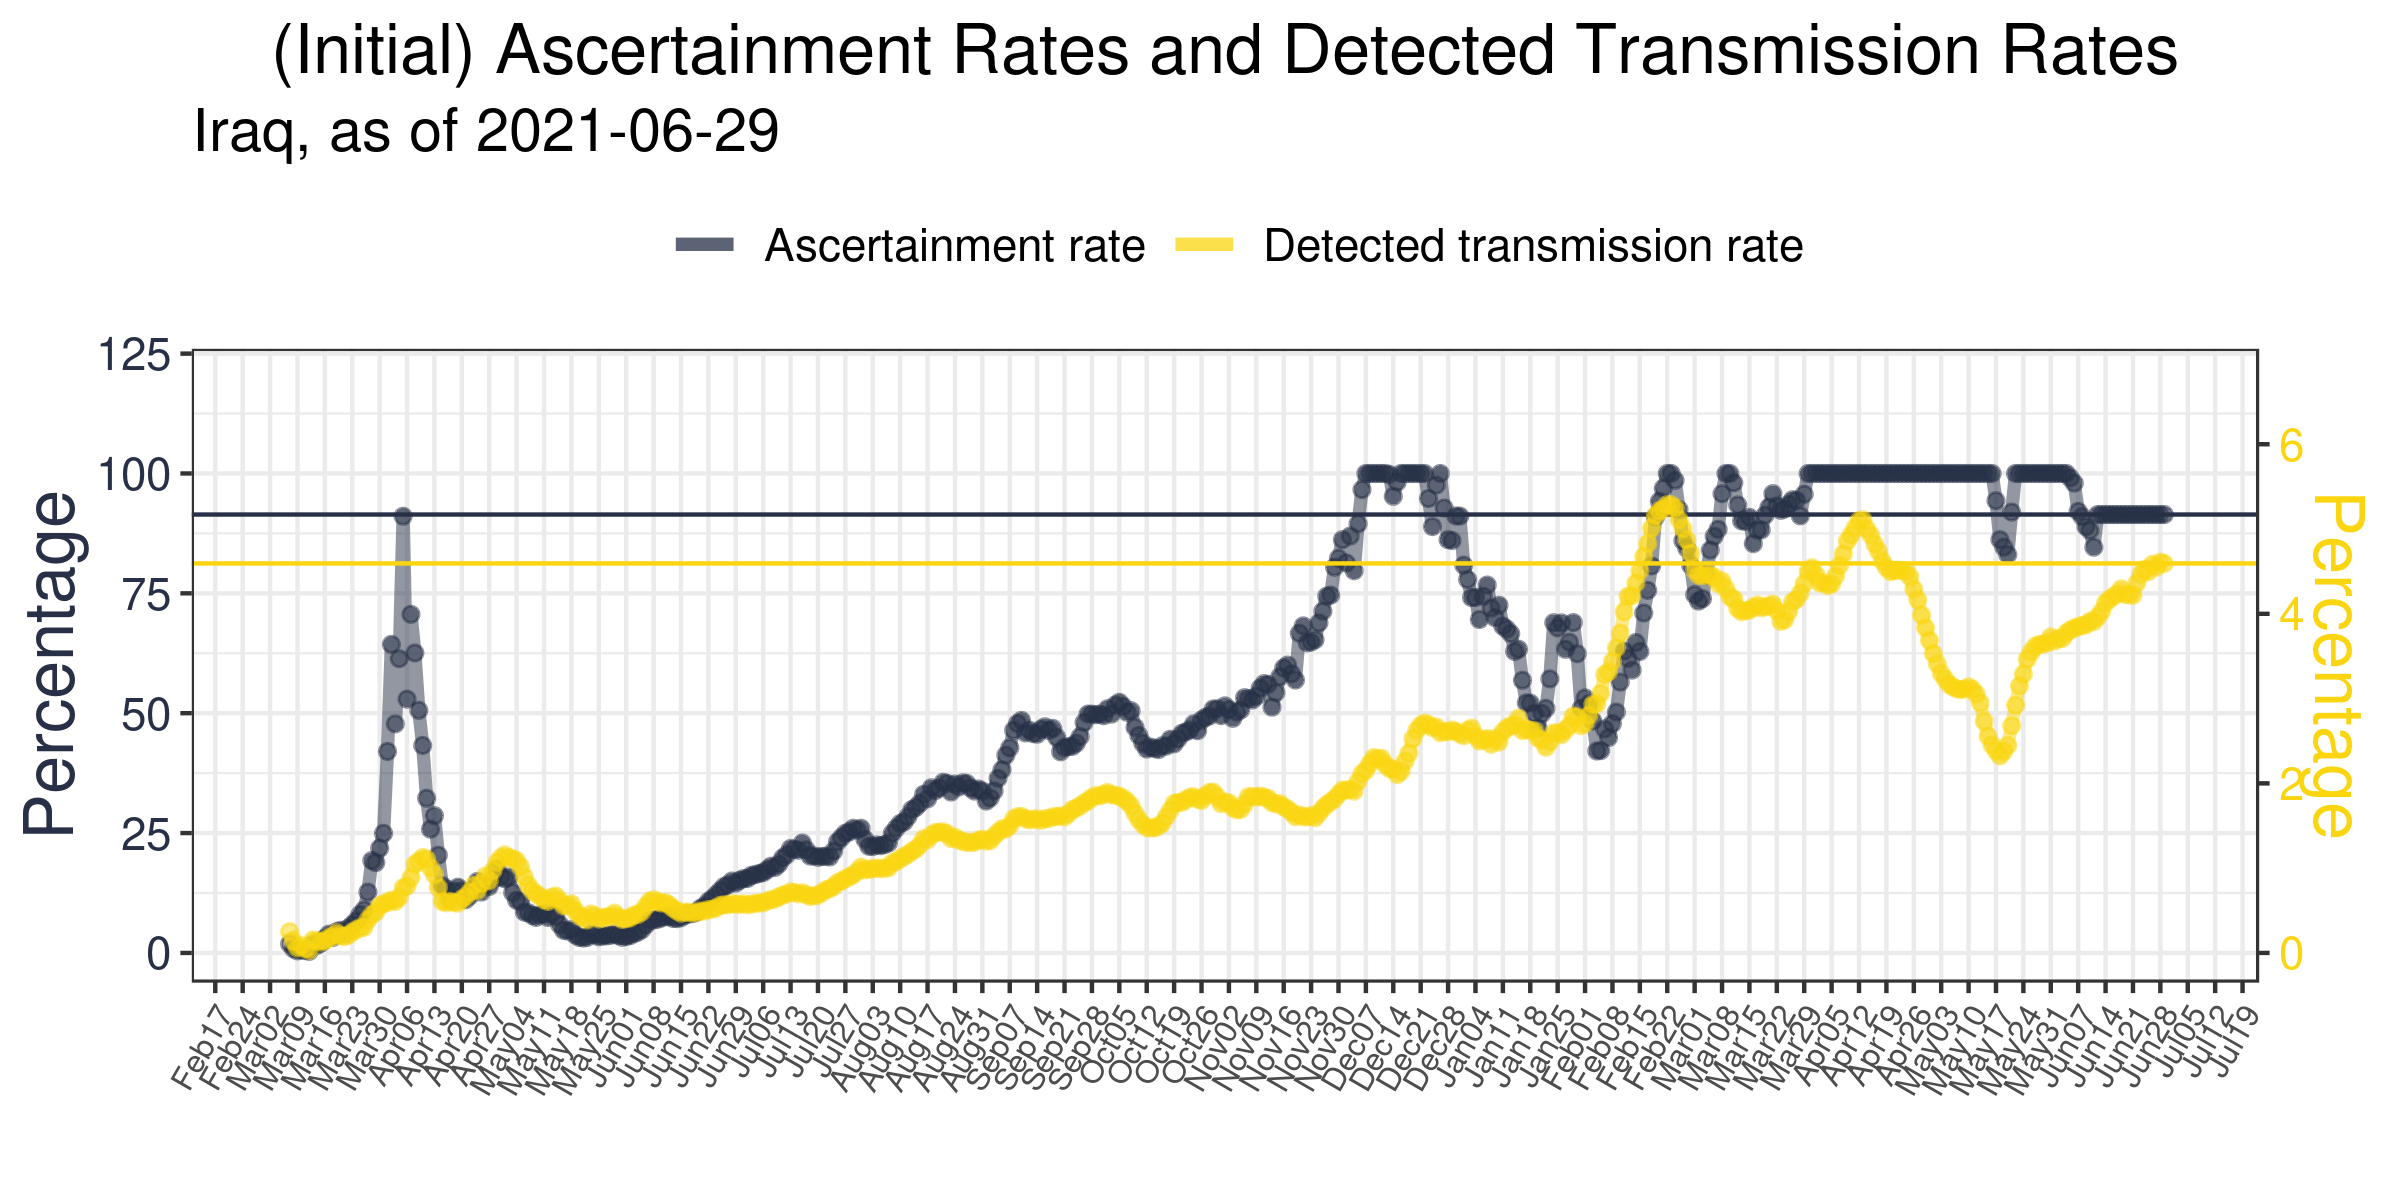 (Initial) Ascertainment Rates and Detected Transmission Rates
Iraq, as of 2021-06-29
Ascertainment rate
Detected transmission rate
125
100
75
50
25
0
Percentage
6
4
2
0
Percentage
Feb17
Feb24
Mar02
Mar09
Mar16
Mar23
Mar30
Apr06
Apr13
Apr20
Apr27
May04
May11
May18
May25
Jun01
Jun08
Jun15
Jun22
Jun29
Jul06
Jul13
Jul20
Jul27
Aug03
Aug10
Aug17
Aug24
Aug31
Sep07
Sep14
Sep21
Sep28
Oct05
Oct12
Oct19
Oct26
Nov02
Nov09
Nov16
Nov23
Nov30
Dec07
Dec14
Dec21
Dec28
Jan04
Jan11
Jan18
Jan25
Feb01
Feb08
Feb15
Feb22
Mar01
Mar08
Mar15
Mar22
Mar29
Apr05
Apr12
Apr19
Apr26
May03
May10
May17
May24
May31
Jun07
Jun14
Jun21
Jun28
Jul05
Jul12
Jul19